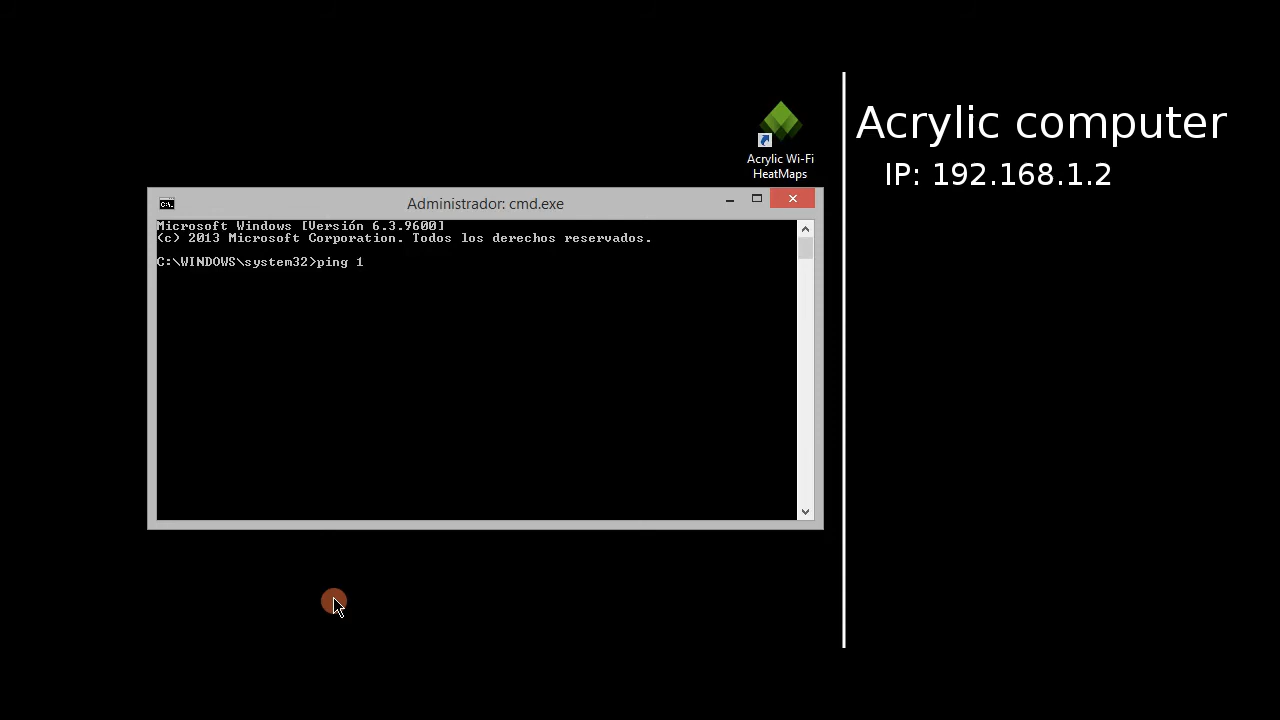 Acrylic computer
IP: 192.168.1.2
Acrylic Wi-Fi
HeatMaps
Administrador: cmd.exe
Microsoft Windows [Versión 6.3.9600]
(c) 2013 Microsoft Corporation. Todos los derechos reservados.
C:\WINDOWS\system32>ping 1